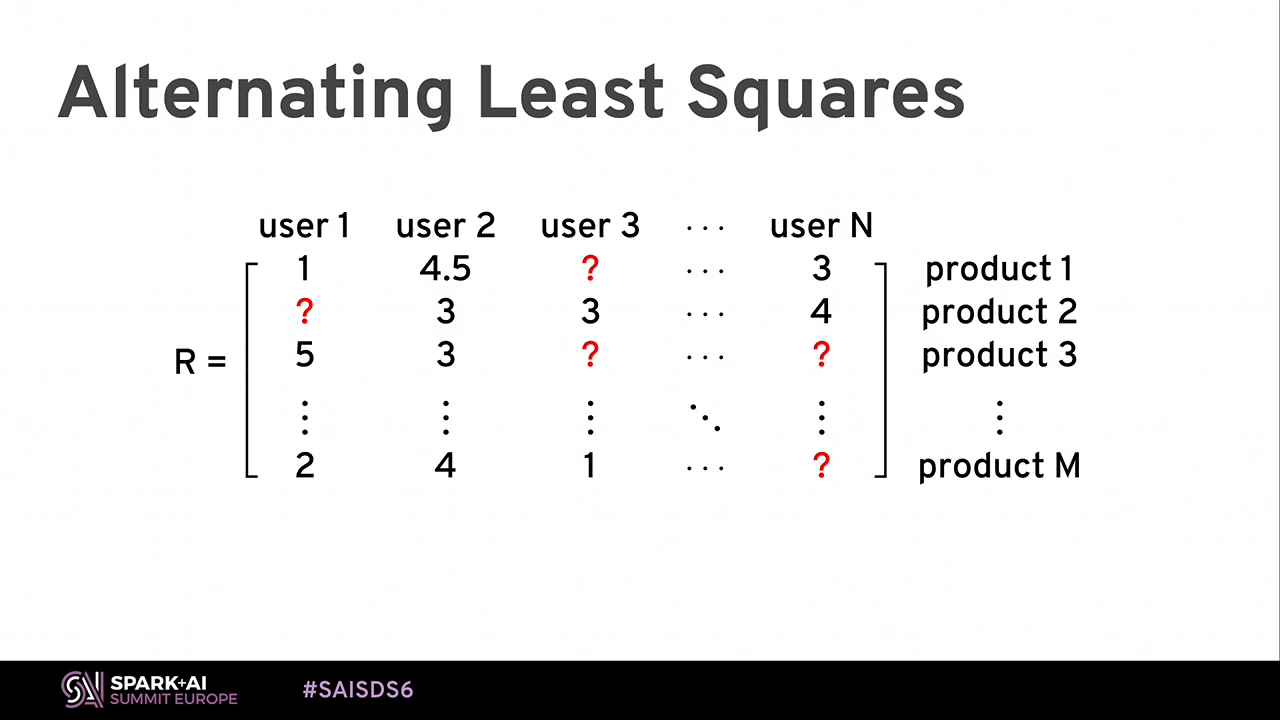 Alternating Least Squares
user 1 user 2 user 3 ... user N
1 4.5 ? ... 3 product 1
? 3 3 ... 4 product 2
R = 5 3 ? ... ? product 3
⋮ ⋮ ⋮ ⋱ ⋮ ⋮
2 4 1 ... ? product M
SPARK+AI
SUMMIT EUROPE
#SAISDS6